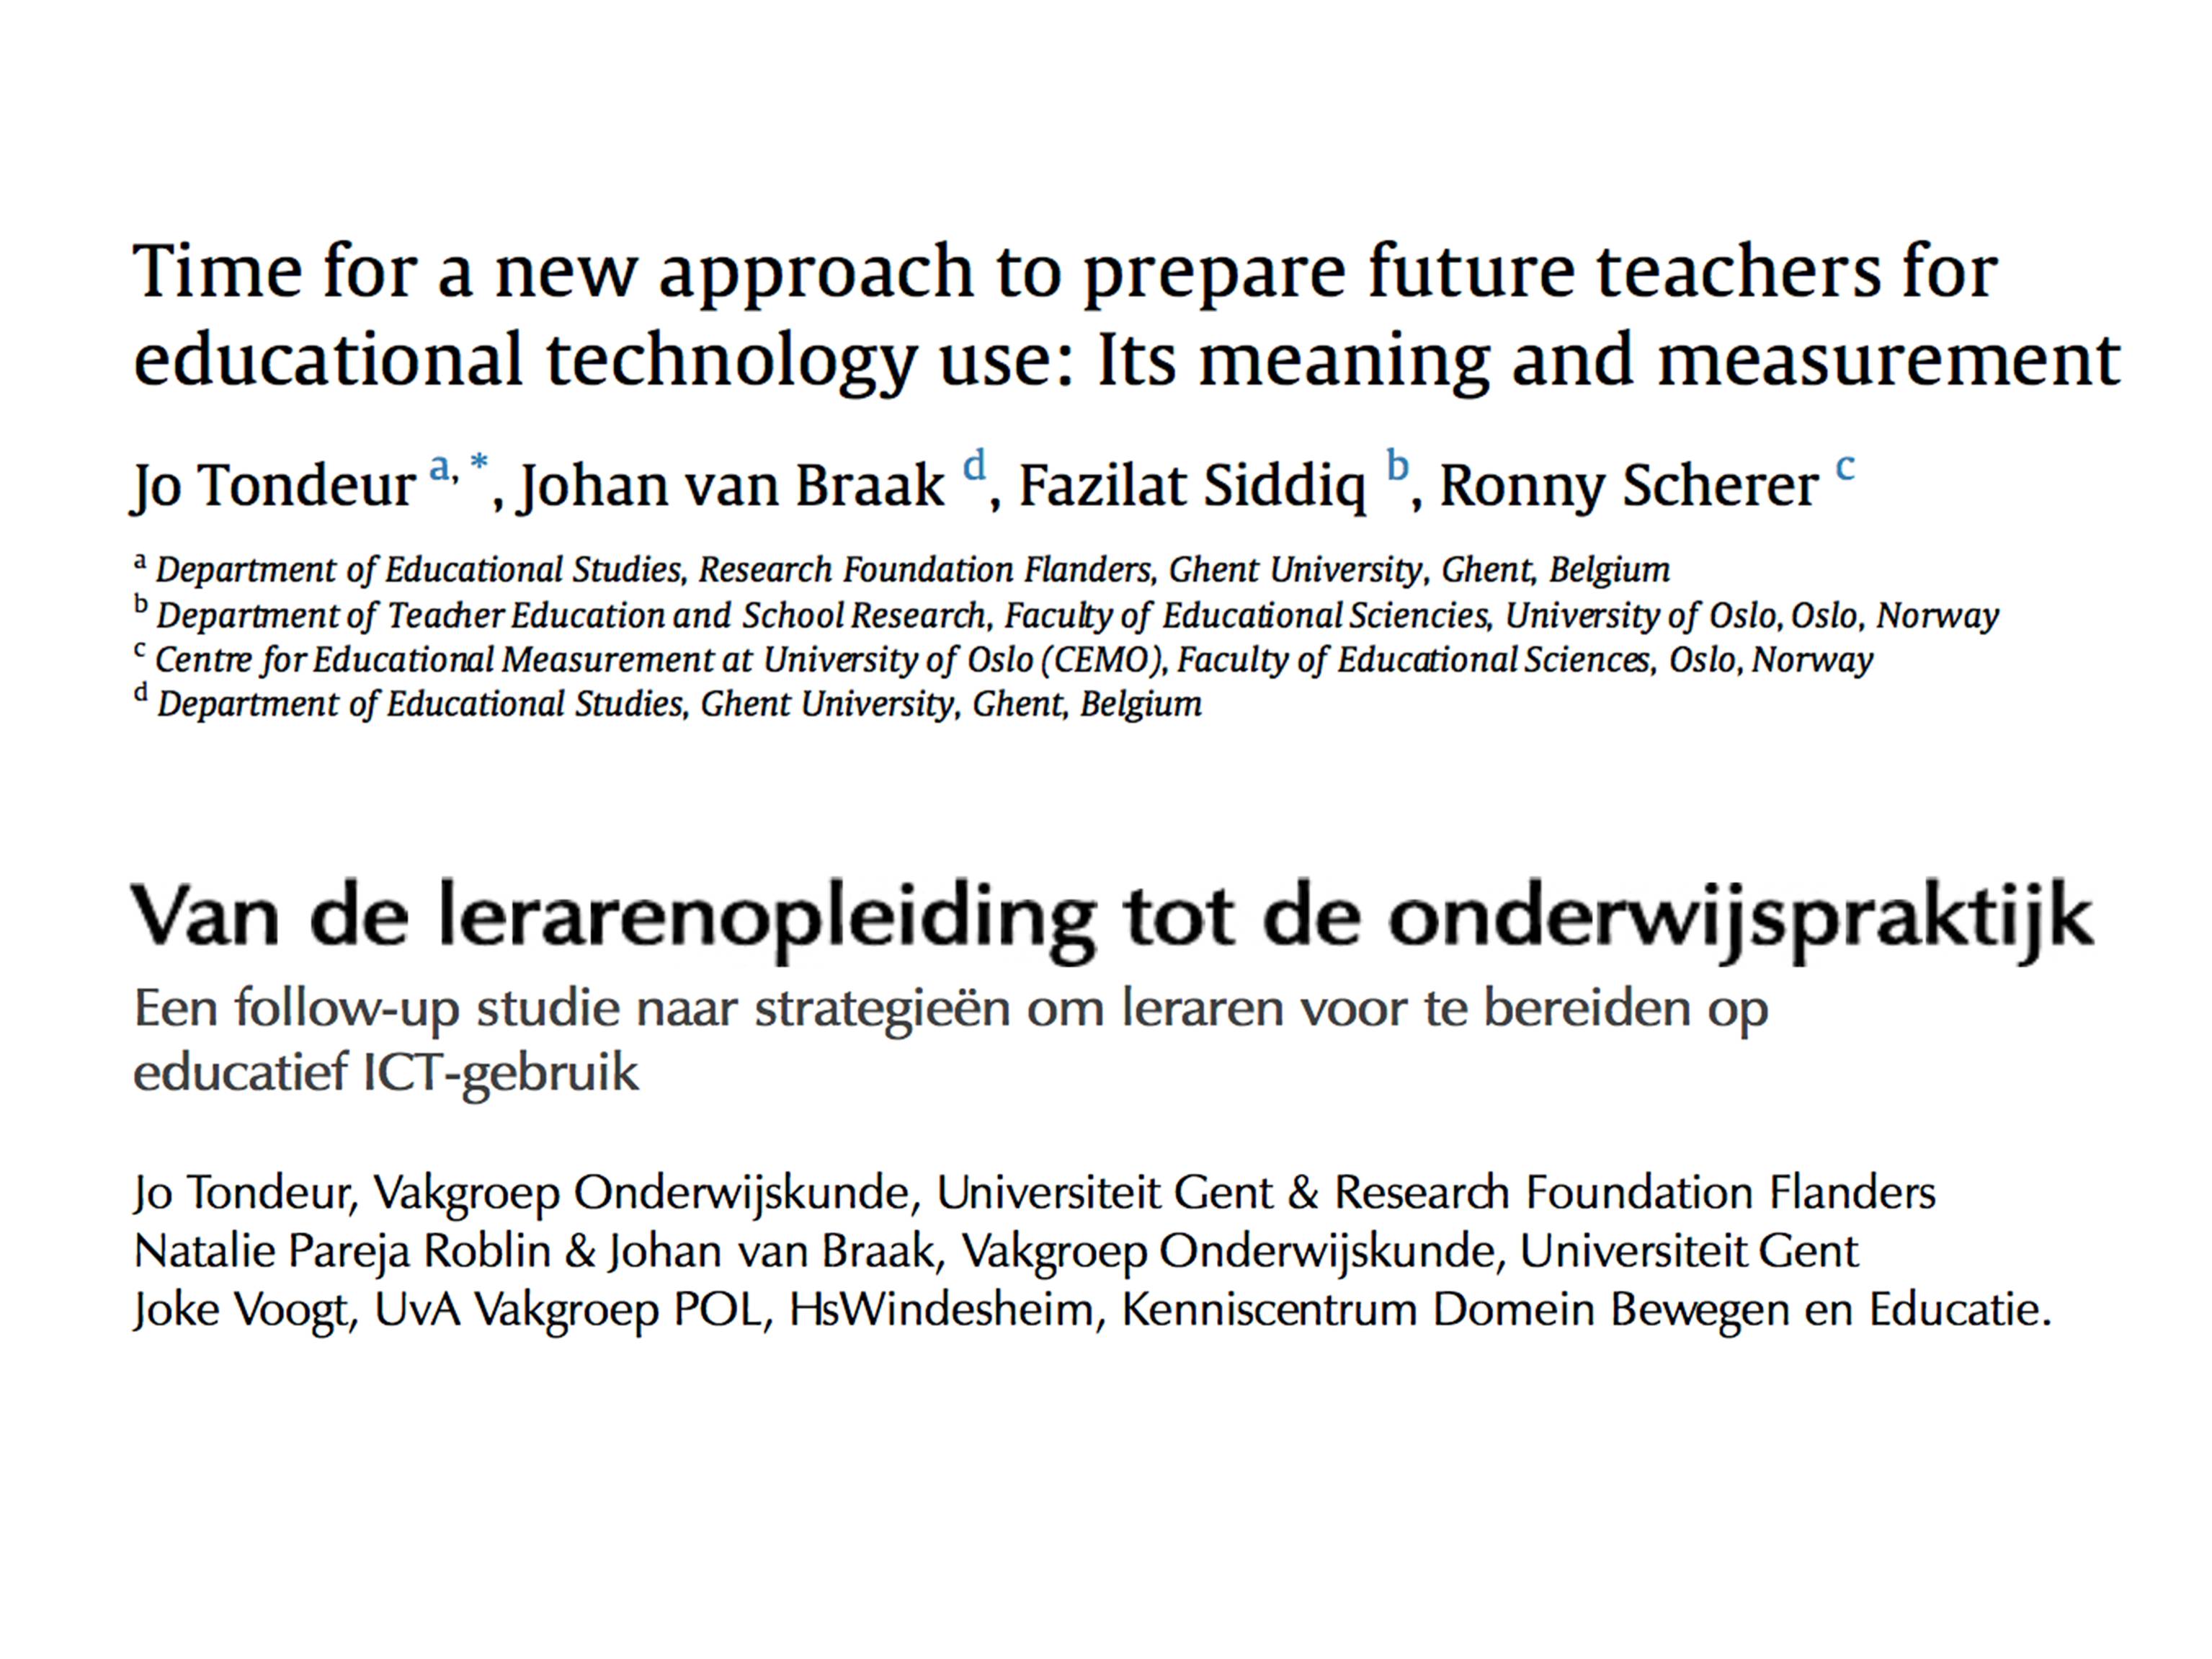 Time for a new approach to prepare future teachers for
educational technology use: Its meaning and measurement
Jo Tondeur a, *, Johan van Braak d, Fazilat Siddiq b, Ronny Scherer c
a Department of Educational Studies, Research Foundation Flanders, Ghent University, Ghent, Belgium
b Department of Teacher Education and School Research, Faculty of Educational Sciencies, University of Oslo, Oslo, Norway
c Centre for Educational Measurement at University of Oslo (CEMO), Faculty of Educational Sciences, Oslo, Norway
d Department of Educational Studies, Ghent University, Ghent, Belgium
Van de lerarenopleiding tot de onderwijspraktijk
Een follow-up studie naar strategieën om leraren voor te bereiden op
educatief ICT-gebruik
Jo Tondeur, Vakgroep Onderwijskunde, Universiteit Gent & Research Foundation Flanders
Natalie Pareja Roblin & Johan van Braak, Vakgroep Onderwijskunde, Universiteit Gent
Joke Voogt, UvA Vakgroep POL, HsWindesheim, Kenniscentrum Domein Bewegen en Educatie.